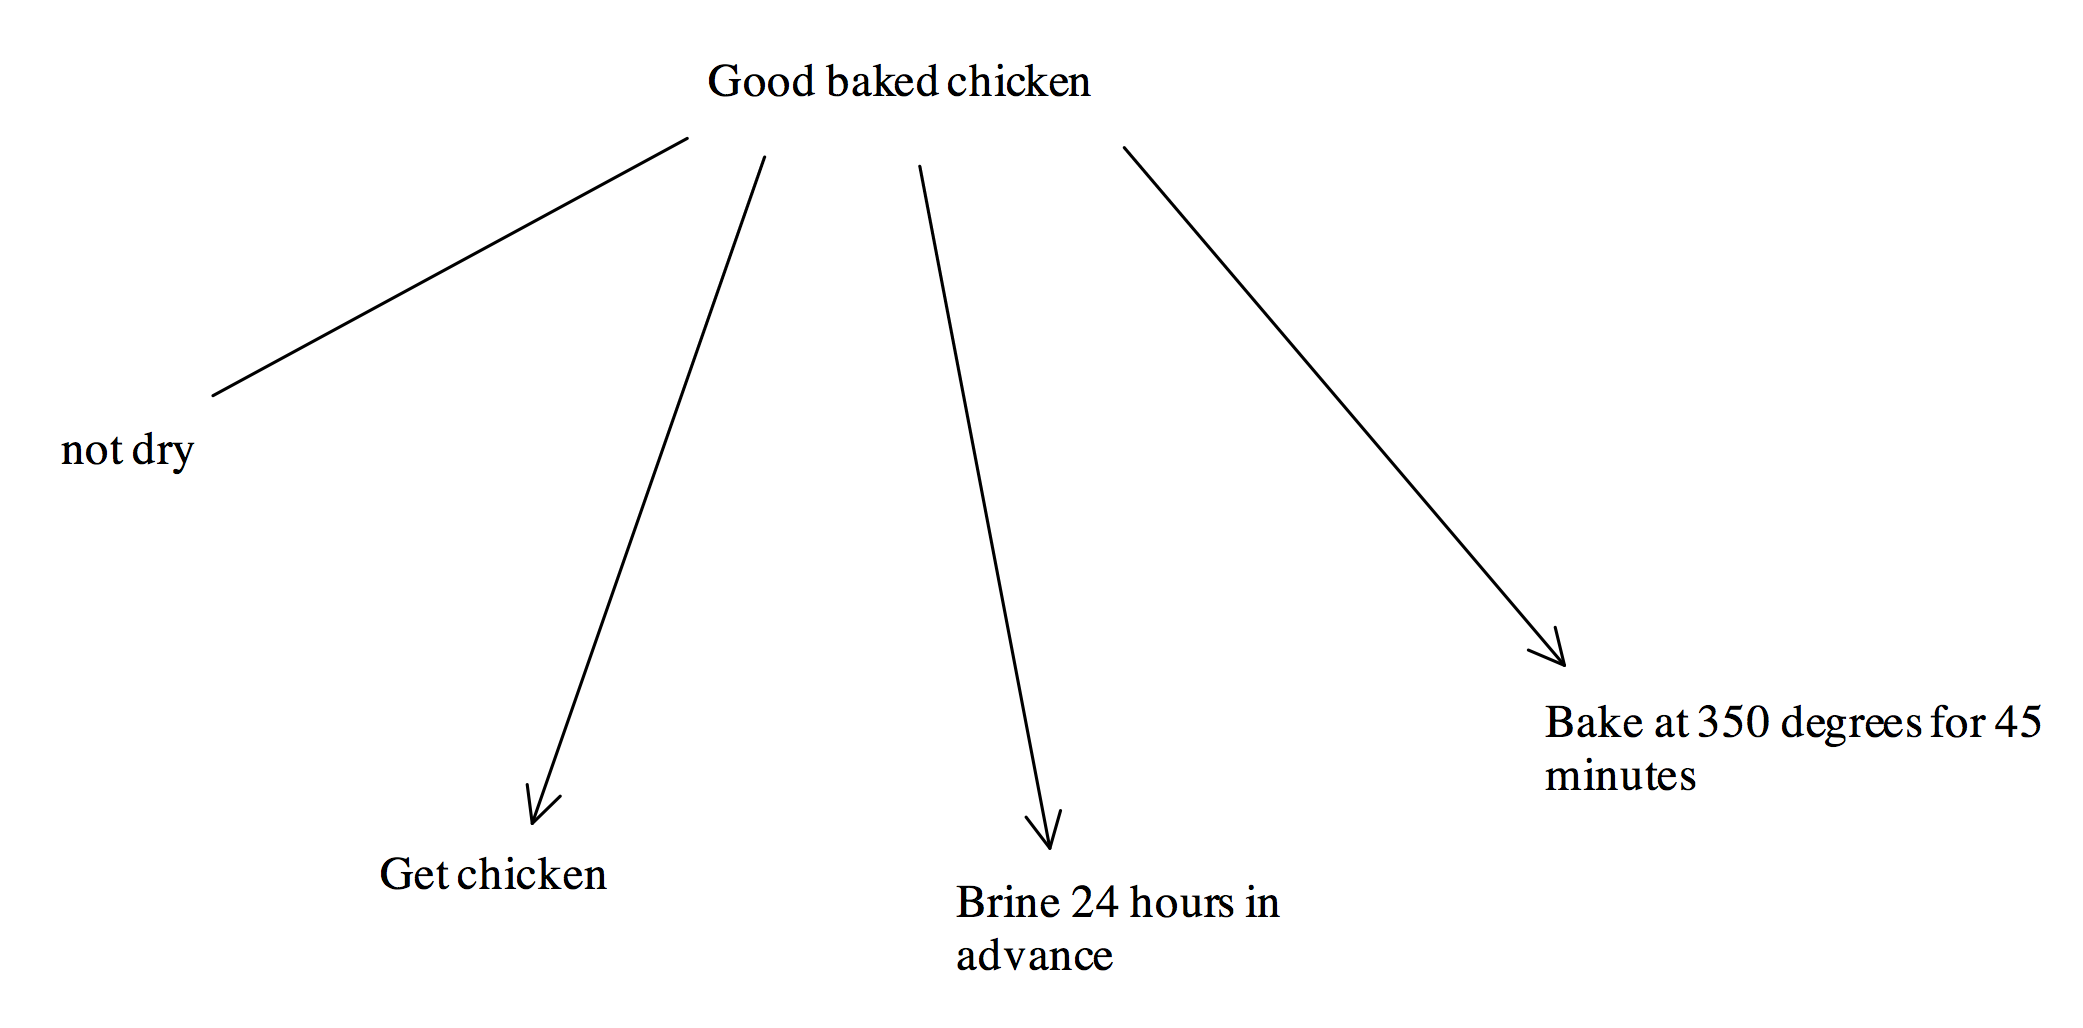 Good baked chicken
not dry
Get chicken
Brine 24 hours in
advance
Bake at 350 degrees for 45
minutes